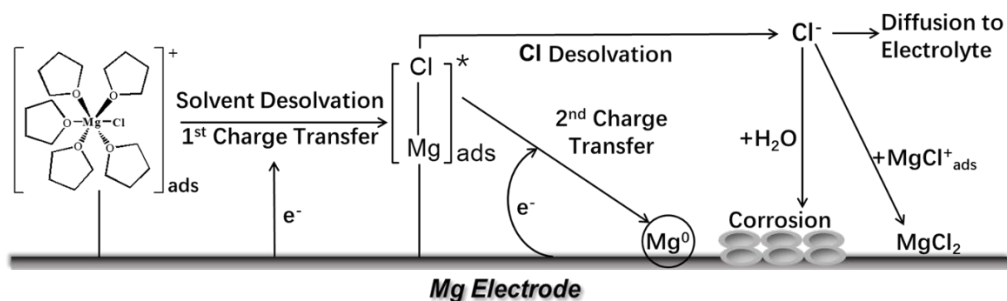 +
O
O
O
Mg
Cl
O
O
ads
Solvent Desolvation
1st Charge Transfer
e-
Cl
*
Mg
ads
Cl Desolvation
2nd Charge
Transfer
e-
Mg0
Cl-
Diffusion to
Electrolyte
+H2O
+MgCl+ads
Corrosion
MgCl2
Mg Electrode